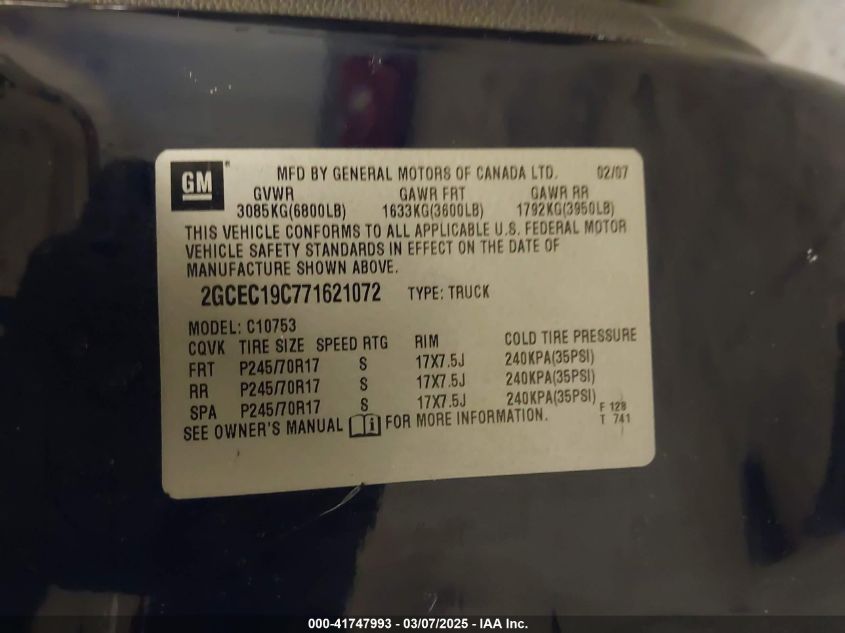 GM
MFD BY GENERAL MOTORS OF CANADA LTD. 02/07
GVWR GAWR FRT GAWR RR
3085KG(6800LB) 1633KG(3600LB) 1792KG(3950LB)
THIS VEHICLE CONFORMS TO ALL APPLICABLE U.S. FEDERAL MOTOR
VEHICLE SAFETY STANDARDS IN EFFECT ON THE DATE OF
MANUFACTURE SHOWN ABOVE.
2GCEC19C771621072 TYPE: TRUCK
MODEL: C10753
CQVK TIRE SIZE SPEED RTG RIM COLD TIRE PRESSURE
FRT P245/70R17 S 17X7.5J 240KPA(35PSI)
RR P245/70R17 S 17X7.5J 240KPA(35PSI)
SPA P245/70R17 S 17X7.5J 240KPA(35PSI)
SEE OWNER'S MANUAL i FOR MORE INFORMATION.
F 128
T 741
000-41747993 — 03/07/2025 — IAA Inc.